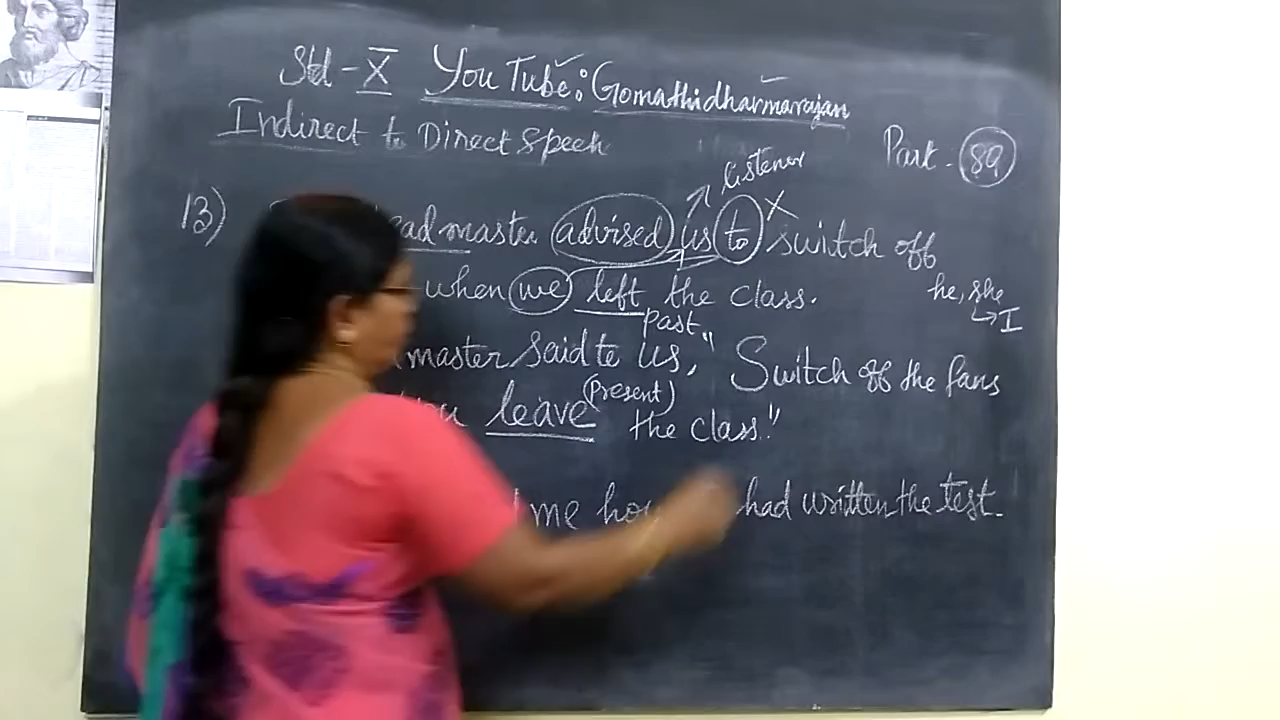 Std - X YouTube: Gomathidharmarajan
Indirect to Direct Speech
Part - 89
listener
13) master advised us to X switch off
when we left the class.
he, she
past
I
master said to us, " Switch off the fans
(Present)
leave the class."
me had written the test.